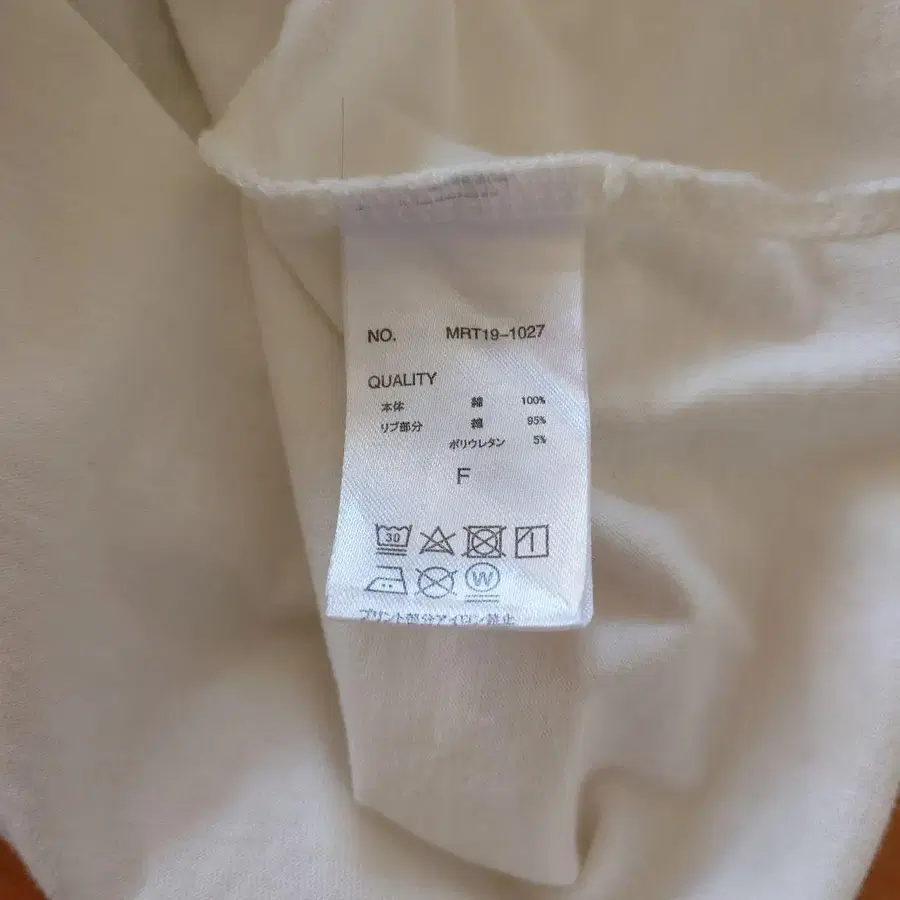 NO. MRT19-1027
QUALITY
本体 綿 100%
リブ部分 綿 95%
ポリウレタン 5%
F
30
W
プリント部分アイロン禁止